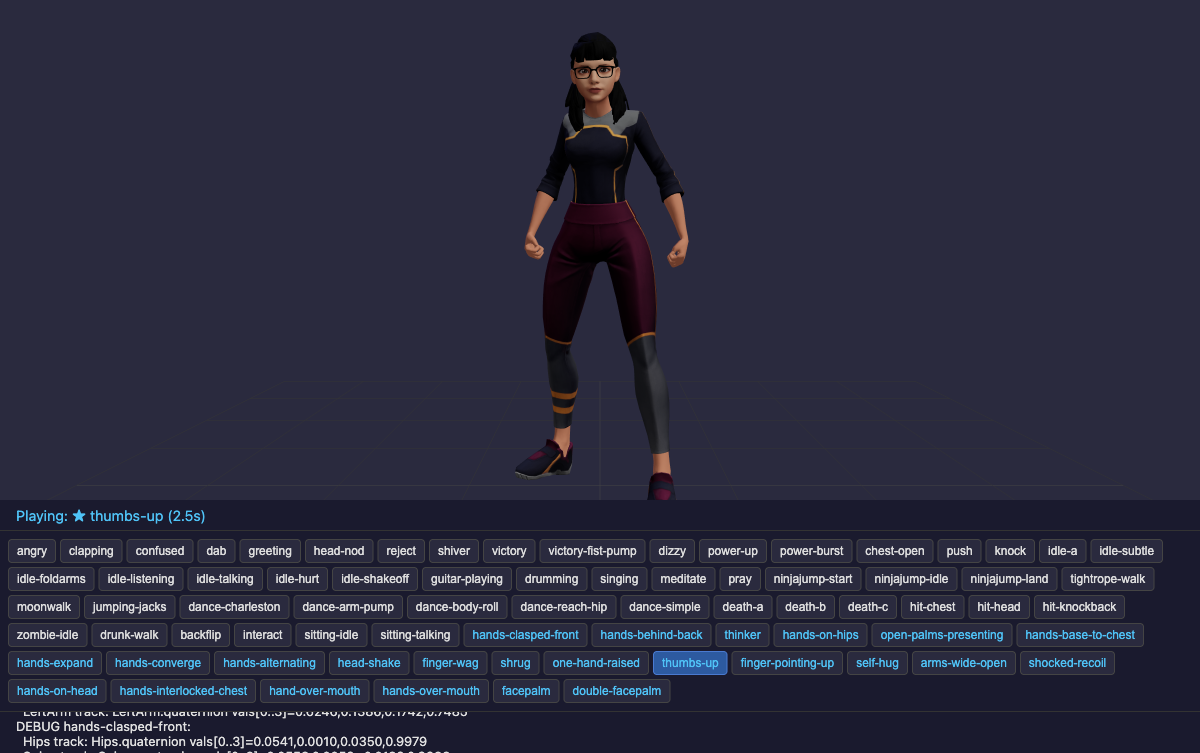 Playing: ★ thumbs-up (2.5s)
angry clapping confused dab greeting head-nod reject shiver victory victory-fist-pump dizzy power-up power-burst chest-open push knock idle-a idle-subtle
idle-foldarms idle-listening idle-talking idle-hurt idle-shakeoff guitar-playing drumming singing meditate pray ninjajump-start ninjajump-idle ninjajump-land tightrope-walk
moonwalk jumping-jacks dance-charleston dance-arm-pump dance-body-roll dance-reach-hip dance-simple death-a death-b death-c hit-chest hit-head hit-knockback
zombie-idle drunk-walk backflip interact sitting-idle sitting-talking hands-clasped-front hands-behind-back thinker hands-on-hips open-palms-presenting hands-base-to-chest
hands-expand hands-converge hands-alternating head-shake finger-wag shrug one-hand-raised thumbs-up finger-pointing-up self-hug arms-wide-open shocked-recoil
hands-on-head hands-interlocked-chest hand-over-mouth hands-over-mouth facepalm double-facepalm
LeftArm track: LeftArm.quaternion
DEBUG hands-clasped-front:
Hips track: Hips.quaternion vals[0..3]=0.0541,0.0010,0.0350,0.9979